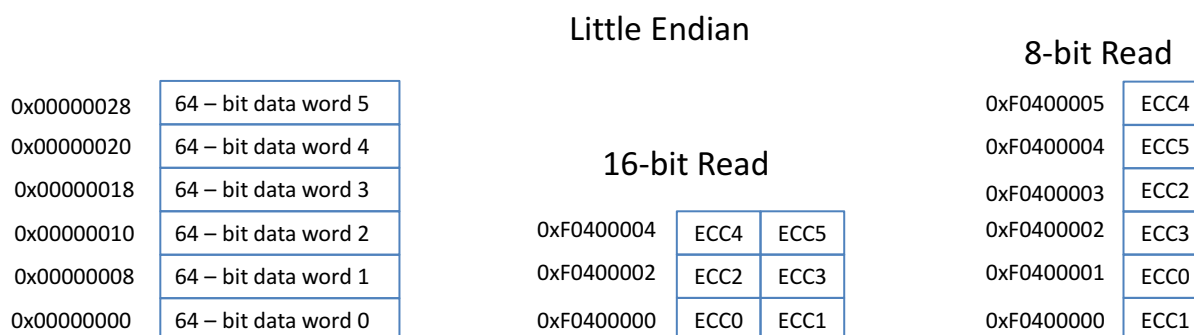 Little Endian
8-bit Read
16-bit Read
0x00000028 64 – bit data word 5
0x00000020 64 – bit data word 4
0x00000018 64 – bit data word 3
0x00000010 64 – bit data word 2
0x00000008 64 – bit data word 1
0x00000000 64 – bit data word 0
0xF0400004 ECC4 ECC5
0xF0400002 ECC2 ECC3
0xF0400000 ECC0 ECC1
0xF0400005 ECC4
0xF0400004 ECC5
0xF0400003 ECC2
0xF0400002 ECC3
0xF0400001 ECC0
0xF0400000 ECC1